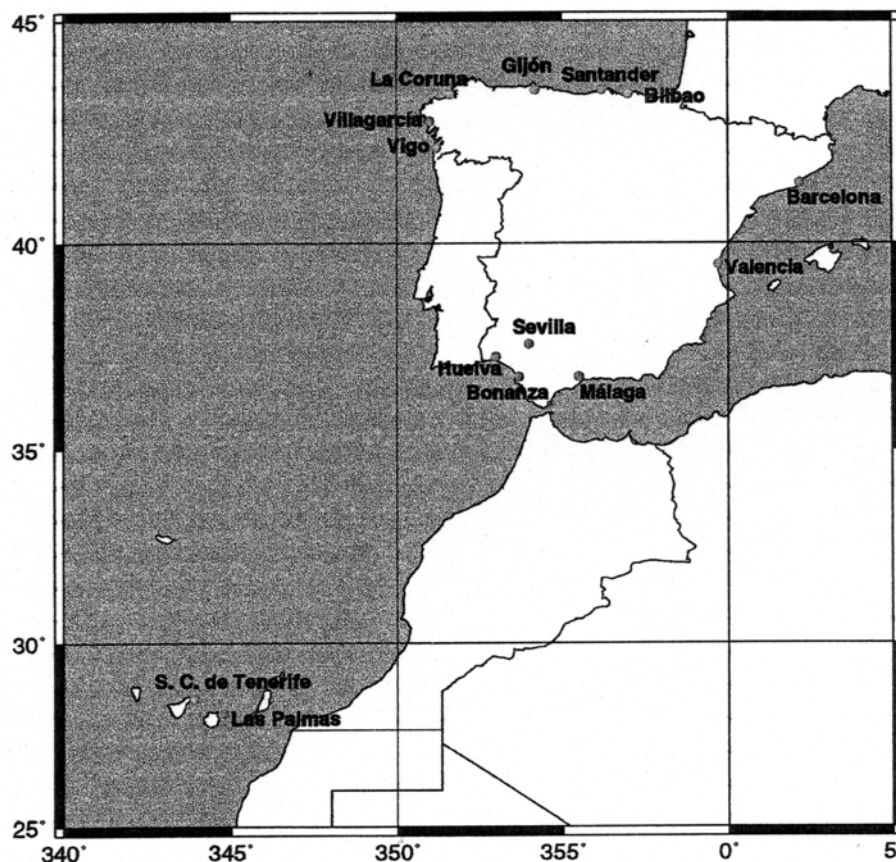 45°
Gijón
La Coruna
Santander
Bilbao
Villagarcía
Vigo
Barcelona
40°
Valencia
Sevilla
Huelva
Bonanza
Málaga
35°
30°
S. C. de Tenerife
Las Palmas
25°
340° 345° 350° 355° 0° 5